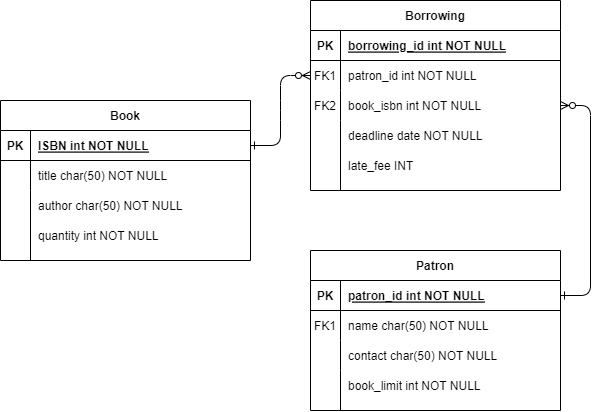 Borrowing
PK borrowing_id int NOT NULL
FK1 patron_id int NOT NULL
FK2 book_isbn int NOT NULL
deadline date NOT NULL
late_fee INT
Book
PK ISBN int NOT NULL
title char(50) NOT NULL
author char(50) NOT NULL
quantity int NOT NULL
Patron
PK patron_id int NOT NULL
FK1 name char(50) NOT NULL
contact char(50) NOT NULL
book_limit int NOT NULL